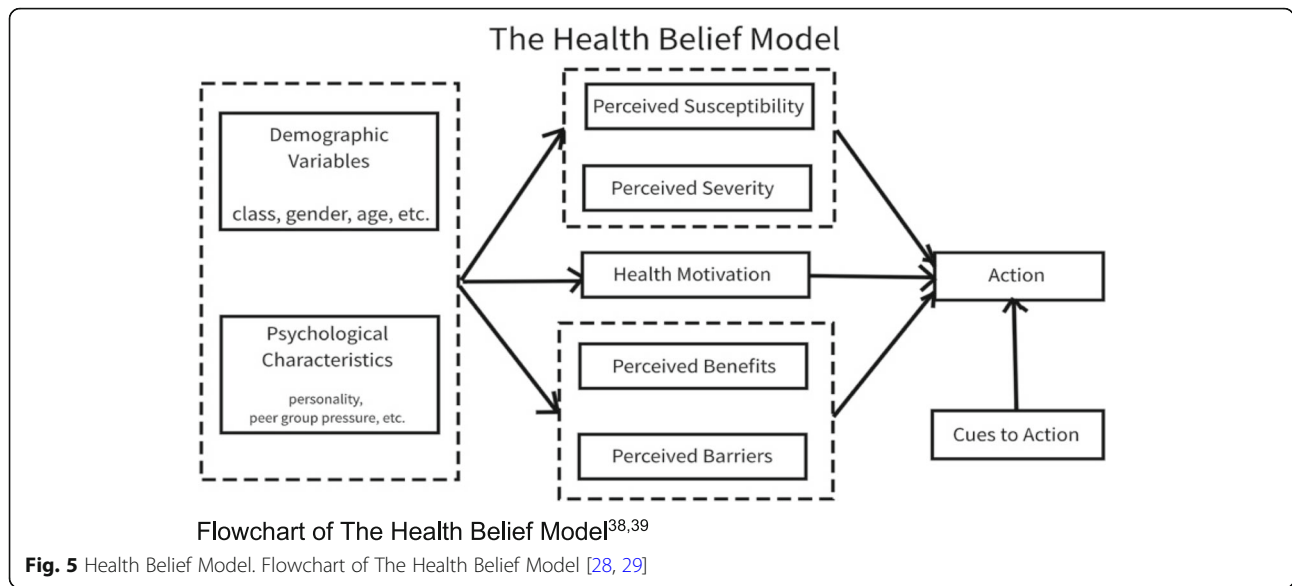 The Health Belief Model
Demographic
Variables
class, gender, age, etc.
Psychological
Characteristics
personality,
peer group pressure, etc.
Perceived Susceptibility
Perceived Severity
Health Motivation
Perceived Benefits
Perceived Barriers
Action
Cues to Action
Flowchart of The Health Belief Model38,39
Fig. 5 Health Belief Model. Flowchart of The Health Belief Model [28, 29]